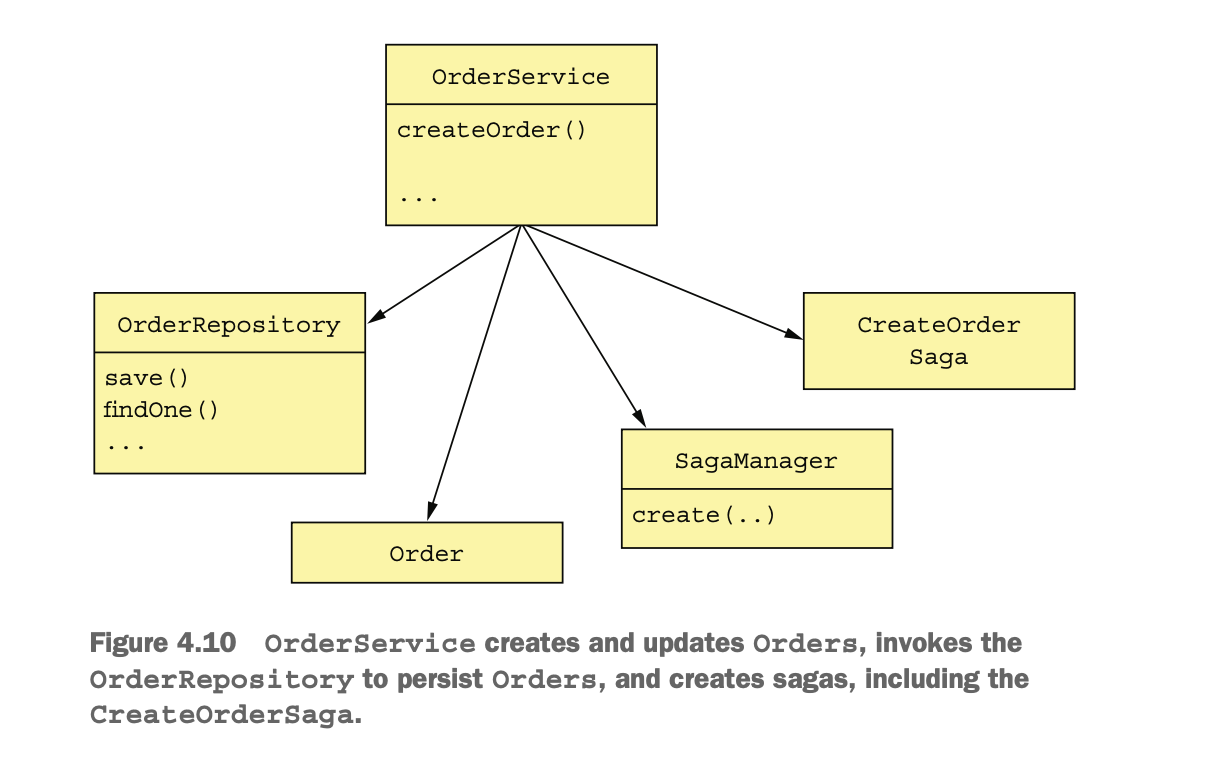 OrderService
createOrder()
...
OrderRepository
save()
findOne()
...
CreateOrder
Saga
SagaManager
create(..)
Order
Figure 4.10 OrderService creates and updates Orders, invokes the
OrderRepository to persist Orders, and creates sagas, including the
CreateOrderSaga.